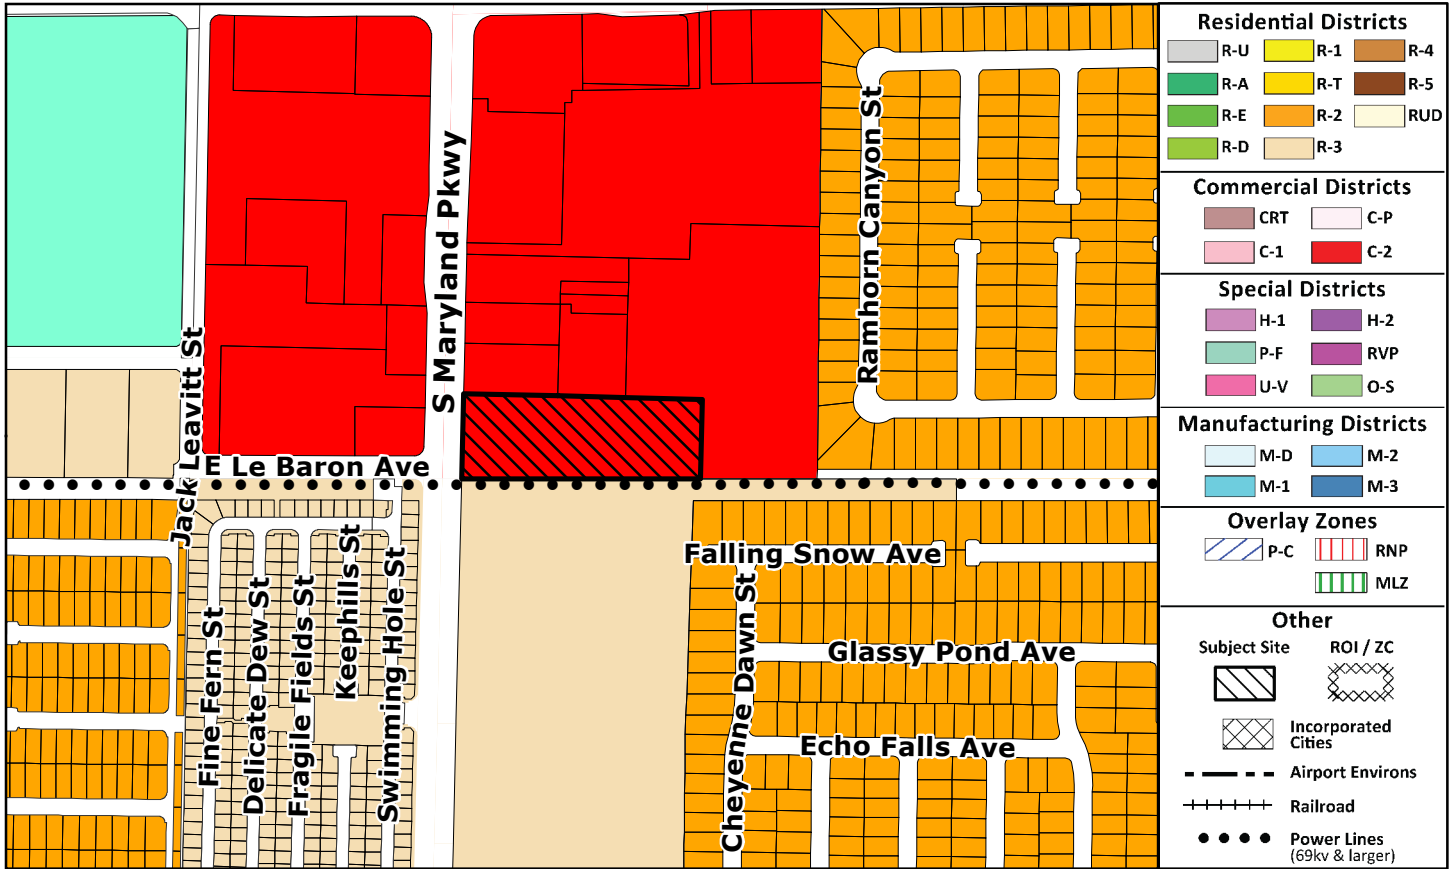 S Maryland Pkwy
Ramhorn Canyon St
Jack Leavitt St
E Le Baron Ave
Falling Snow Ave
Glassy Pond Ave
Echo Falls Ave
Cheyenne Dawn St
Fine Fern St
Delicate Dew St
Fragile Fields St
Keephills St
Swimming Hole St
Residential Districts
R-U R-1 R-4
R-A R-T R-5
R-E R-2 RUD
R-D R-3
Commercial Districts
CRT C-P
C-1 C-2
Special Districts
H-1 H-2
P-F RVP
U-V O-S
Manufacturing Districts
M-D M-2
M-1 M-3
Overlay Zones
P-C RNP
MLZ
Other
Subject Site ROI / ZC
Incorporated
Cities
Airport Environs
Railroad
Power Lines
(69kv & larger)